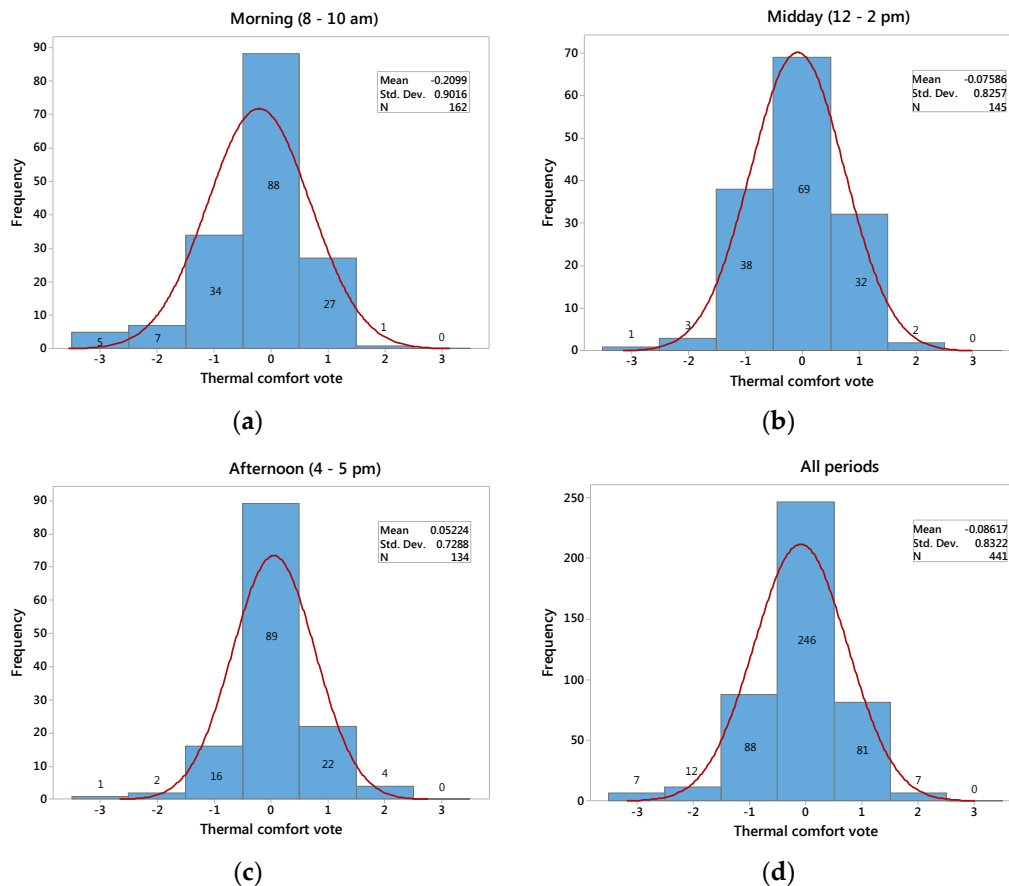 Morning (8 - 10 am)
Frequency
90
80
70
60
50
40
30
20
10
0
Mean -0.2099
Std. Dev. 0.9016
N 162
5
7
34
88
27
1
0
-3 -2 -1 0 1 2 3
Thermal comfort vote
(a)
Midday (12 - 2 pm)
Frequency
70
60
50
40
30
20
10
0
Mean -0.07586
Std. Dev. 0.8257
N 145
1
3
38
69
32
2
0
-3 -2 -1 0 1 2 3
Thermal comfort vote
(b)
Afternoon (4 - 5 pm)
Frequency
90
80
70
60
50
40
30
20
10
0
Mean 0.05224
Std. Dev. 0.7288
N 134
1
2
16
89
22
4
0
-3 -2 -1 0 1 2 3
Thermal comfort vote
(c)
All periods
Frequency
250
200
150
100
50
0
Mean -0.08617
Std. Dev. 0.8322
N 441
7
12
88
246
81
7
0
-3 -2 -1 0 1 2 3
Thermal comfort vote
(d)